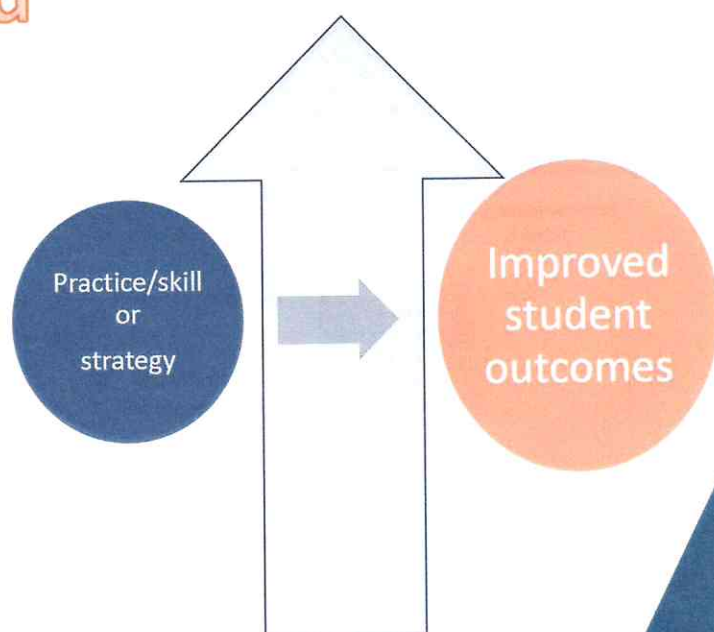 Practice/skill
or
strategy
Improved
student
outcomes